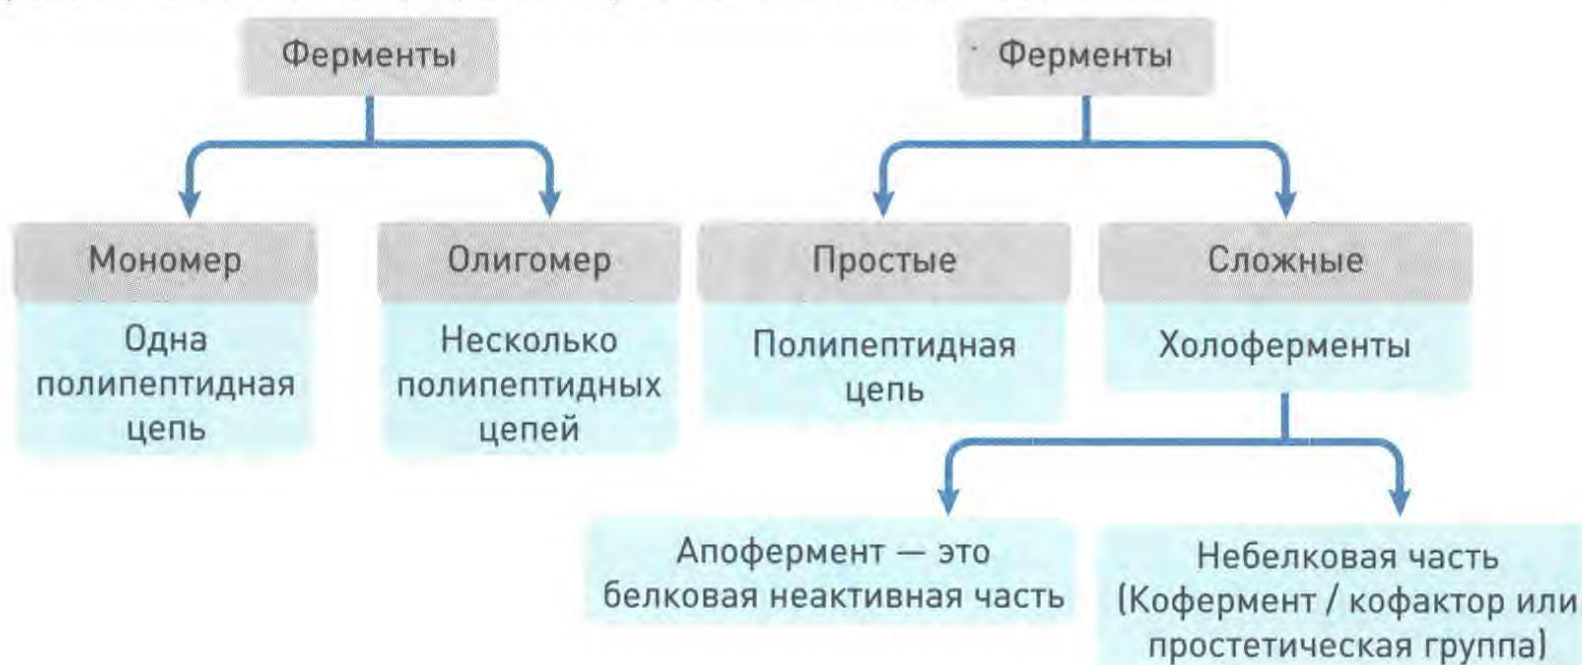 Ферменты
Мономер
Одна
полипептидная
цепь
Олигомер
Несколько
полипептидных
цепей
Ферменты
Простые
Полипептидная
цепь
Сложные
Холоферменты
Апофермент — это
белковая неактивная часть
Небелковая часть
(Кофермент / кофактор или
простетическая группа)